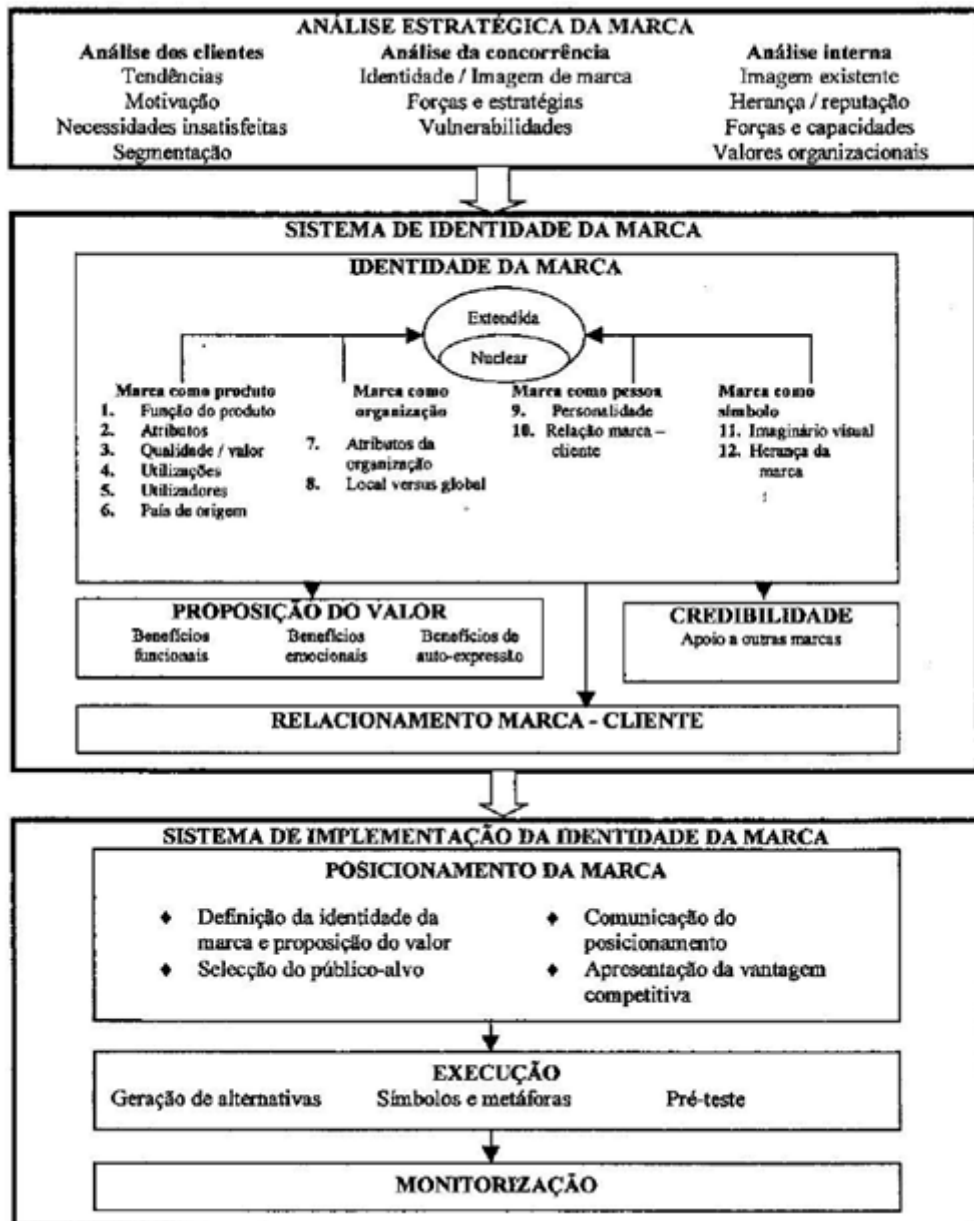 ANÁLISE ESTRATÉGICA DA MARCA
Análise dos clientes
Tendências
Motivação
Necessidades insatisfeitas
Segmentação
Análise da concorrência
Identidade / Imagem de marca
Forças e estratégias
Vulnerabilidades
Análise interna
Imagem existente
Herança / reputação
Forças e capacidades
Valores organizacionais
SISTEMA DE IDENTIDADE DA MARCA
IDENTIDADE DA MARCA
Extendida
Nuclear
Marca como produto
1. Função do produto
2. Atributos
3. Qualidade / valor
4. Utilizações
5. Utilizadores
6. País de origem
Marca como
organização
7. Atributos da
organização
8. Local versus global
Marca como pessoa
9. Personalidade
10. Relação marca –
cliente
Marca como
símbolo
11. Imaginário visual
12. Herança da
marca
PROPOSIÇÃO DO VALOR
Benefícios
funcionais
Benefícios
emocionais
Benefícios de
auto-expressão
CREDIBILIDADE
Apoio a outras marcas
RELACIONAMENTO MARCA - CLIENTE
SISTEMA DE IMPLEMENTAÇÃO DA IDENTIDADE DA MARCA
POSICIONAMENTO DA MARCA
♦ Definição da identidade da
marca e proposição do valor
♦ Selecção do público-alvo
♦ Comunicação do
posicionamento
♦ Apresentação da vantagem
competitiva
EXECUÇÃO
Geração de alternativas
Símbolos e metáforas
Pré-teste
MONITORIZAÇÃO